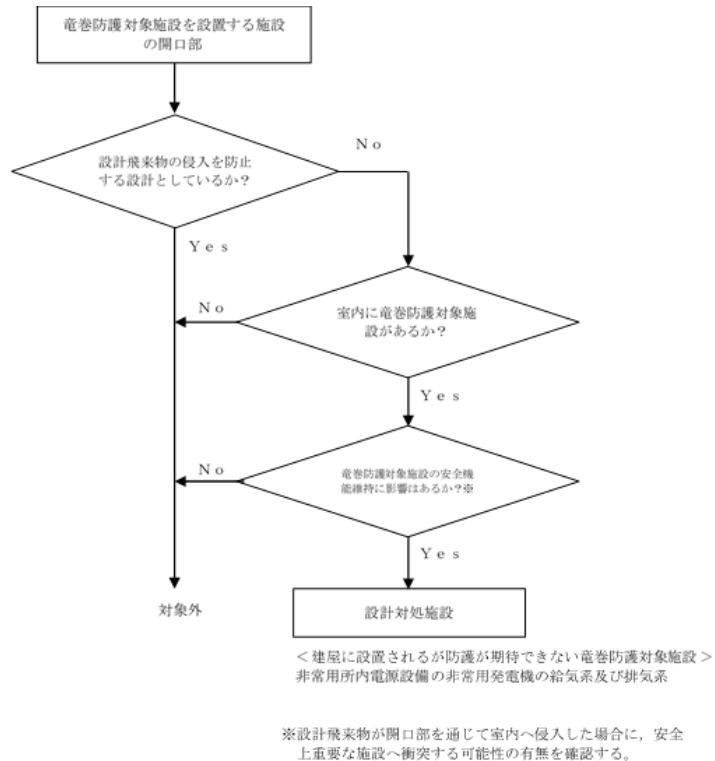 竜巻防護対象施設を設置する施設
の開口部
設計飛来物の侵入を防止
する設計としているか？
No
Yes
室内に竜巻防護対象施
設があるか？
No
Yes
竜巻防護対象施設の安全機
能維持に影響はあるか？※
No
Yes
対象外
設計対処施設
＜建屋に設置されるが防護が期待できない竜巻防護対象施設＞
非常用所内電源設備の非常用発電機の給気系及び排気系
※設計飛来物が開口部を通じて室内へ侵入した場合に，安全
上重要な施設へ衝突する可能性の有無を確認する。